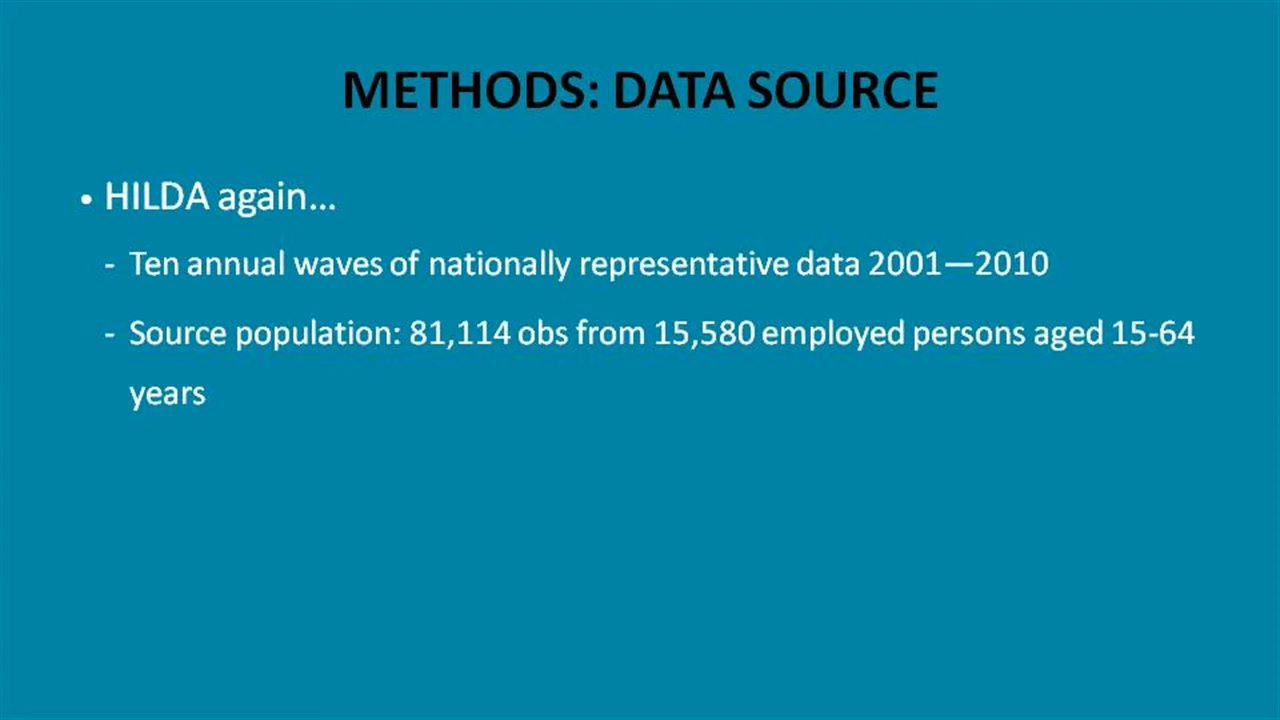 METHODS: DATA SOURCE
• HILDA again...
- Ten annual waves of nationally representative data 2001—2010
- Source population: 81,114 obs from 15,580 employed persons aged 15-64
years